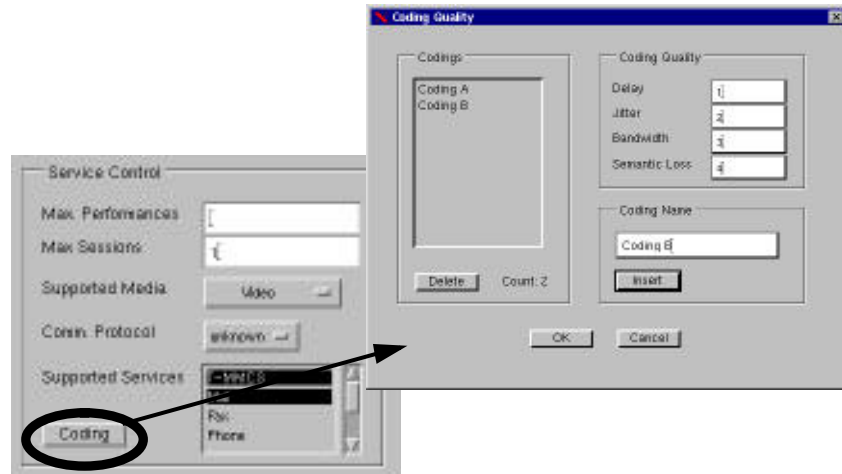 Coding Quality
Codings
Coding A
Coding B
Delete
Count: 2
Coding Quality
Delay
1
Jitter
2
Bandwidth
3
Semantic Loss
4
Coding Name
Coding B
Insert
OK
Cancel
Service Control
Max. Performances
Max Sessions
1
Supported Media
Video
Comm. Protocol
unknown
Supported Services
Fax
Phone
Coding